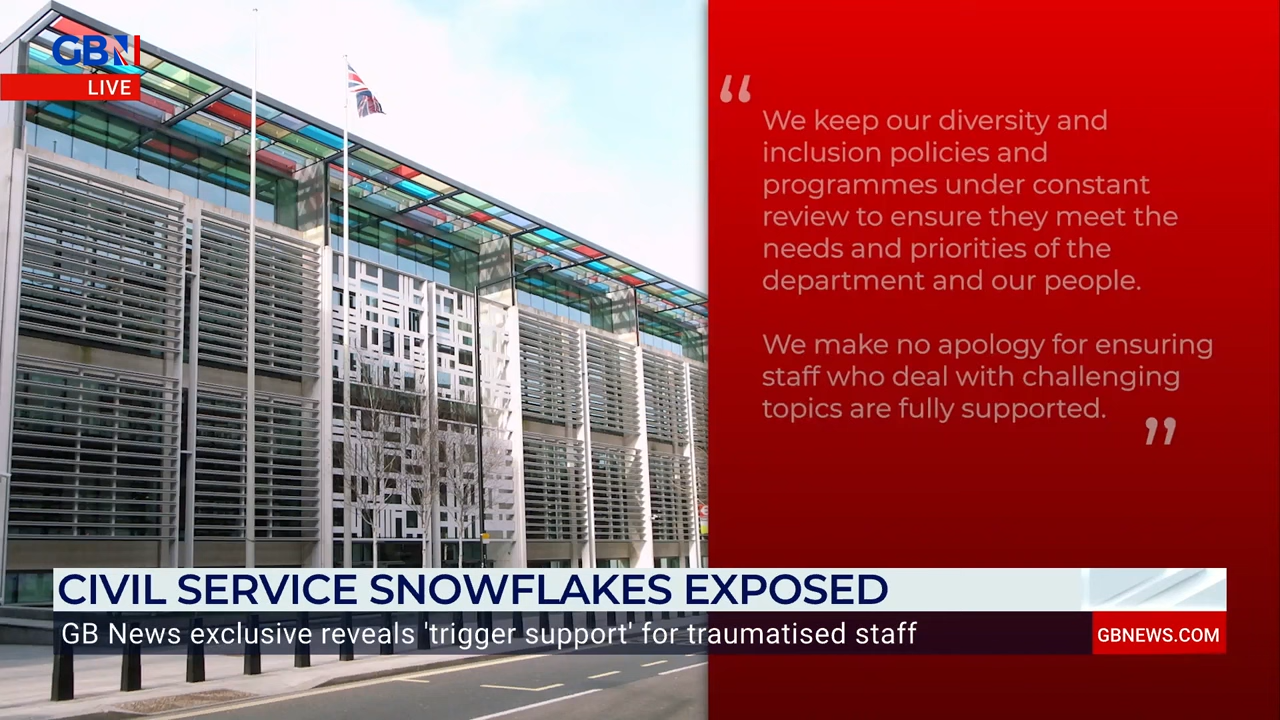 GBN
LIVE
“
We keep our diversity and
inclusion policies and
programmes under constant
review to ensure they meet the
needs and priorities of the
department and our people.
We make no apology for ensuring
staff who deal with challenging
topics are fully supported.
”
CIVIL SERVICE SNOWFLAKES EXPOSED
GB News exclusive reveals 'trigger support' for traumatised staff
GBNEWS.COM